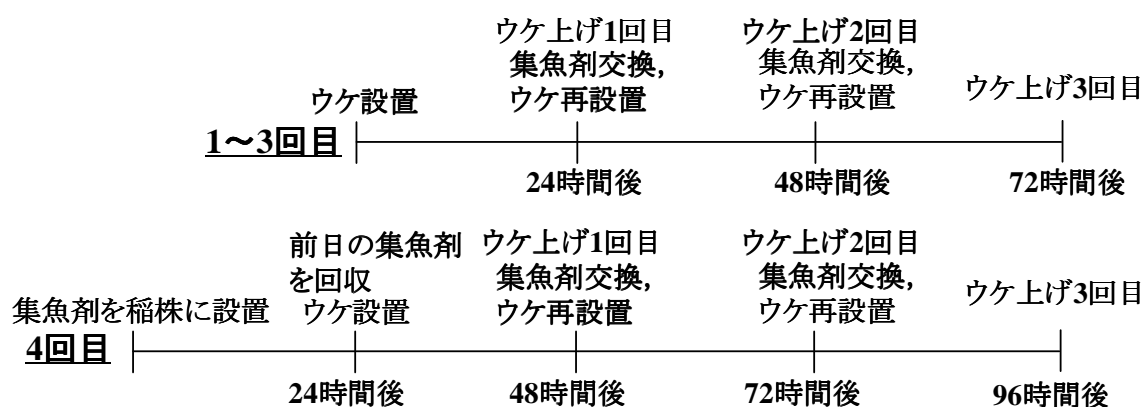 ウケ設置
ウケ上げ1回目
集魚剤交換,
ウケ再設置
ウケ上げ2回目
集魚剤交換,
ウケ再設置
ウケ上げ3回目
1～3回目
24時間後
48時間後
72時間後
集魚剤を稲株に設置
前日の集魚剤
を回収
ウケ設置
ウケ上げ1回目
集魚剤交換,
ウケ再設置
ウケ上げ2回目
集魚剤交換,
ウケ再設置
ウケ上げ3回目
4回目
24時間後
48時間後
72時間後
96時間後